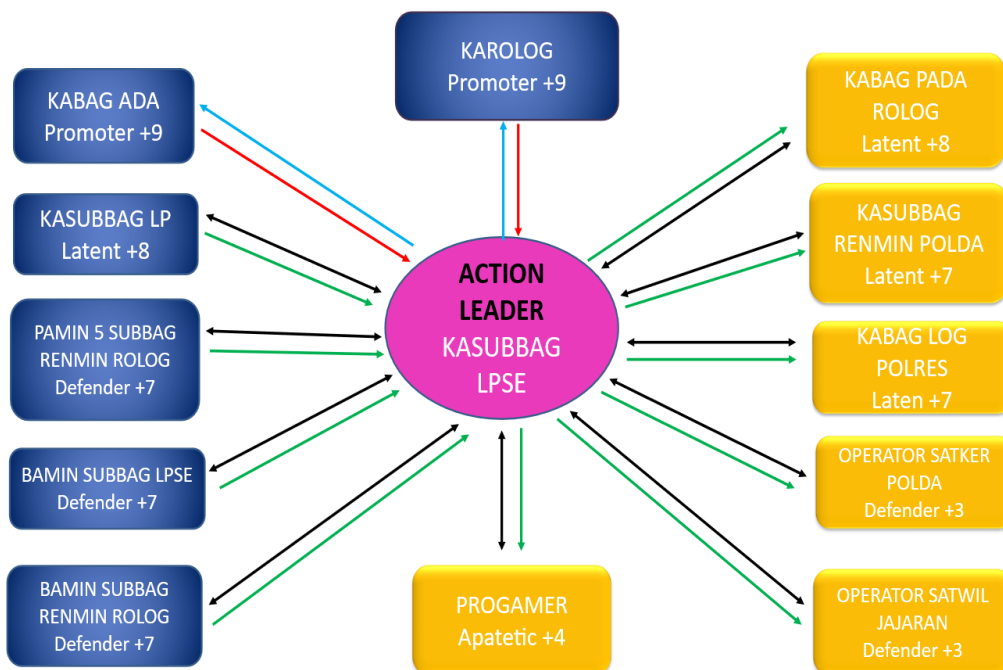 KAROLOG
Promoter +9
KABAG ADA
Promoter +9
KASUBBAG LP
Latent +8
PAMIN 5 SUBBAG
RENMIN ROLOG
Defender +7
BAMIN SUBBAG LPSE
Defender +7
BAMIN SUBBAG
RENMIN ROLOG
Defender +7
ACTION
LEADER
KASUBBAG
LPSE
PROGAMER
Apatetic +4
KABAG PADA
ROLOG
Latent +8
KASUBBAG
RENMIN POLDA
Latent +7
KABAG LOG
POLRES
Laten +7
OPERATOR SATKER
POLDA
Defender +3
OPERATOR SATWIL
JAJARAN
Defender +3